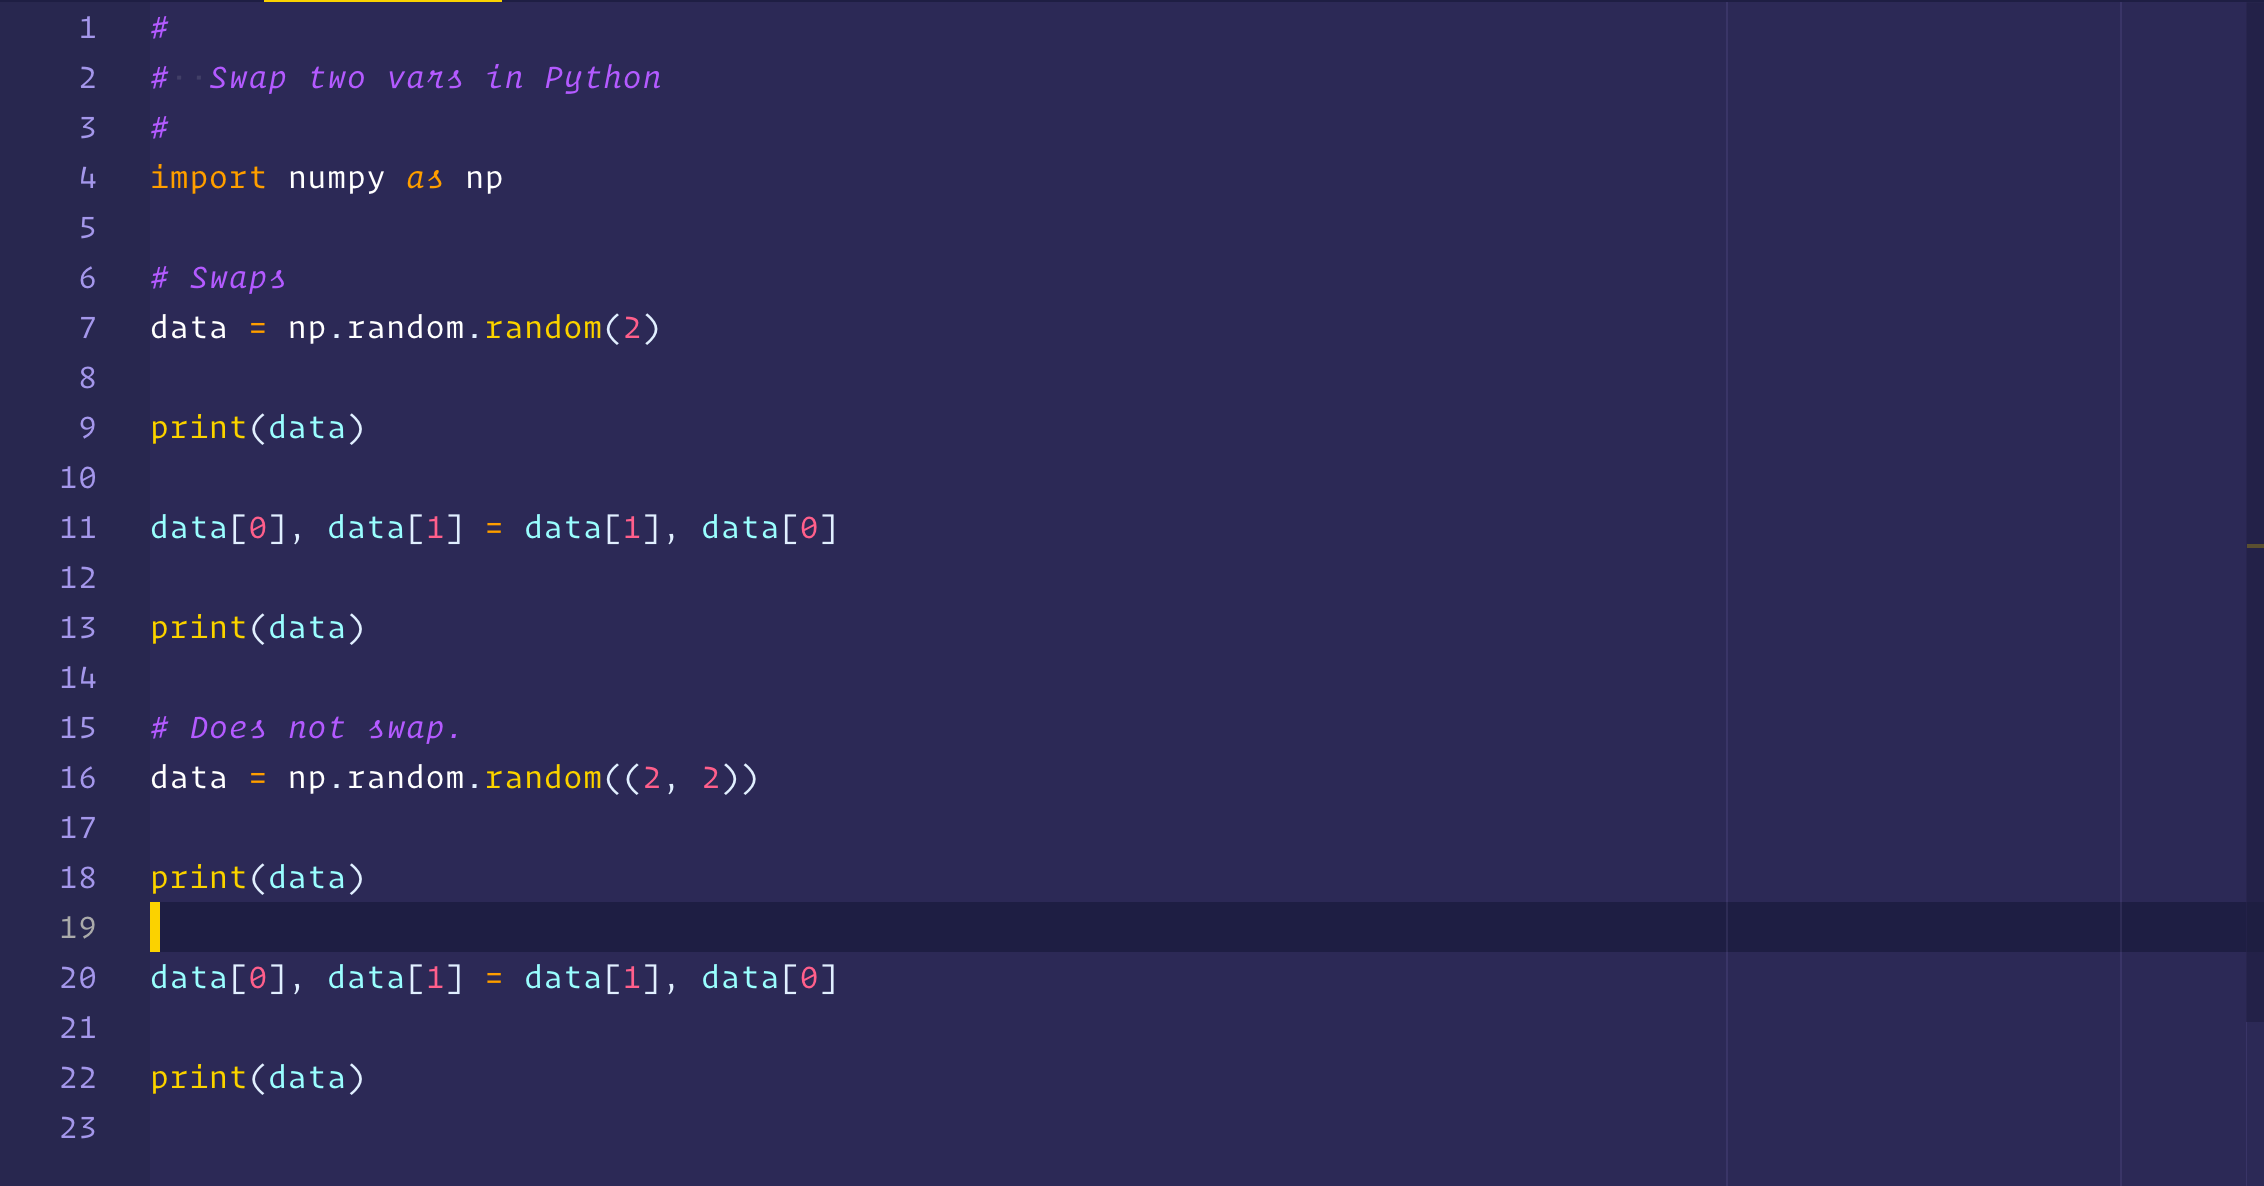 1 #
2 #  Swap two vars in Python
3 #
4 import numpy as np
5
6 # Swaps
7 data = np.random.random(2)
8
9 print(data)
10
11 data[0], data[1] = data[1], data[0]
12
13 print(data)
14
15 # Does not swap.
16 data = np.random.random((2, 2))
17
18 print(data)
19
20 data[0], data[1] = data[1], data[0]
21
22 print(data)
23